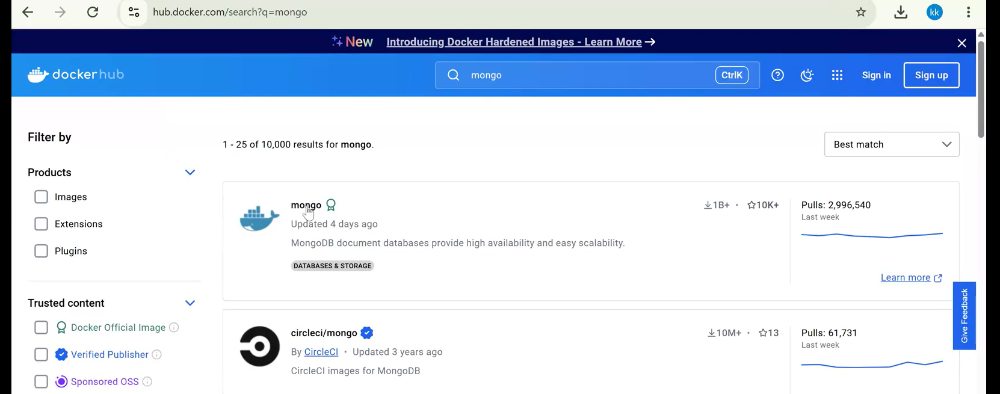 hub.docker.com/search?q=mongo
kk
New Introducing Docker Hardened Images - Learn More
dockerhub
mongo
CtrlK
Sign in
Sign up
Filter by
1 - 25 of 10,000 results for mongo.
Best match
Products
Images
Extensions
Plugins
mongo
1B+ • 10K+
Pulls: 2,996,540
Updated 4 days ago
Last week
MongoDB document databases provide high availability and easy scalability.
DATABASES & STORAGE
Learn more
Trusted content
Docker Official Image
Verified Publisher
Sponsored OSS
circleci/mongo
10M+ • 13
Pulls: 61,731
By CircleCI • Updated 3 years ago
Last week
CircleCI images for MongoDB
Give Feedback